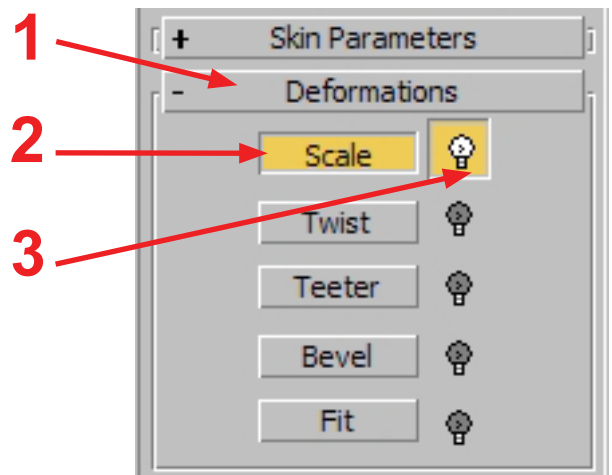 1
+ Skin Parameters
- Deformations
2
Scale
3
Twist
Teeter
Bevel
Fit